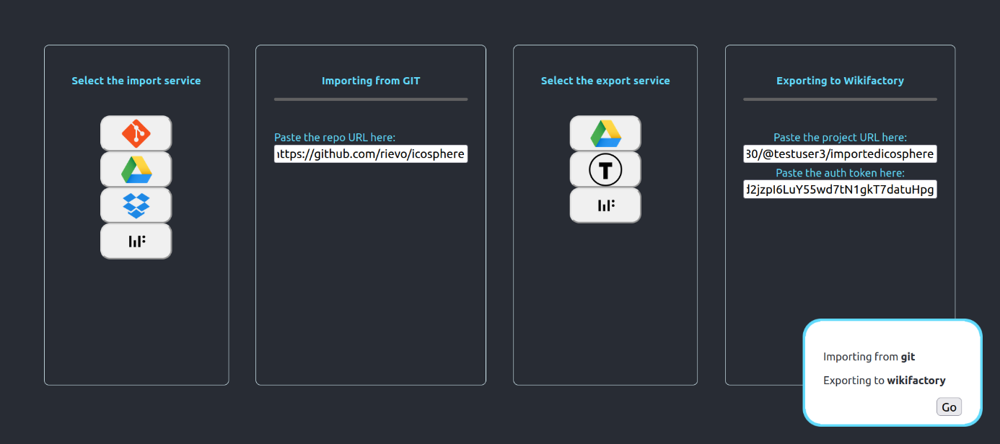 Select the import service
Importing from GIT
Paste the repo URL here:
https://github.com/rievo/icosphere
Select the export service
T
Exporting to Wikifactory
Paste the project URL here:
80/@testuser3/importedicosphere
Paste the auth token here:
d2jzpI6LuY55wd7tN1gkT7datuHpg
Importing from git
Exporting to wikifactory
Go